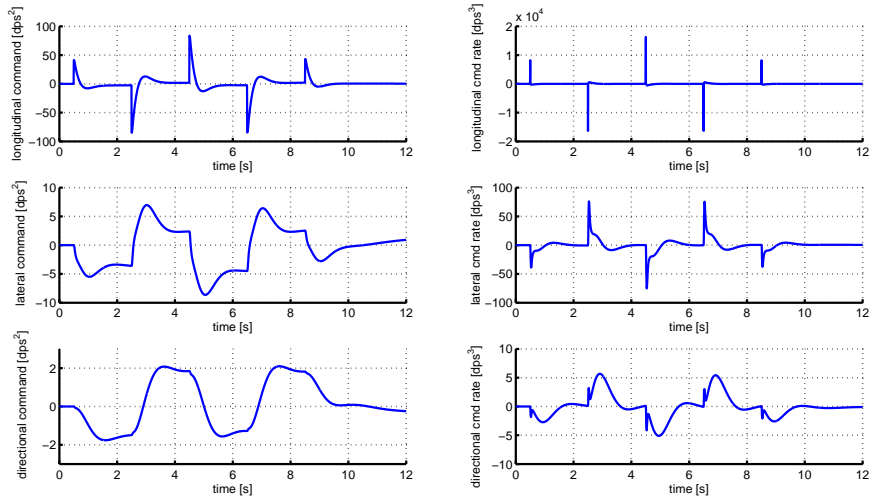 longitudinal command [dps²]
100
50
0
−50
−100
0 2 4 6 8 10 12
time [s]
longitudinal cmd rate [dps³]
x 10⁴
2
1
0
−1
−2
0 2 4 6 8 10 12
time [s]
lateral command [dps²]
10
5
0
−5
−10
0 2 4 6 8 10 12
time [s]
lateral cmd rate [dps³]
100
50
0
−50
−100
0 2 4 6 8 10 12
time [s]
directional command [dps²]
2
0
−2
0 2 4 6 8 10 12
time [s]
directional cmd rate [dps³]
10
5
0
−5
−10
0 2 4 6 8 10 12
time [s]